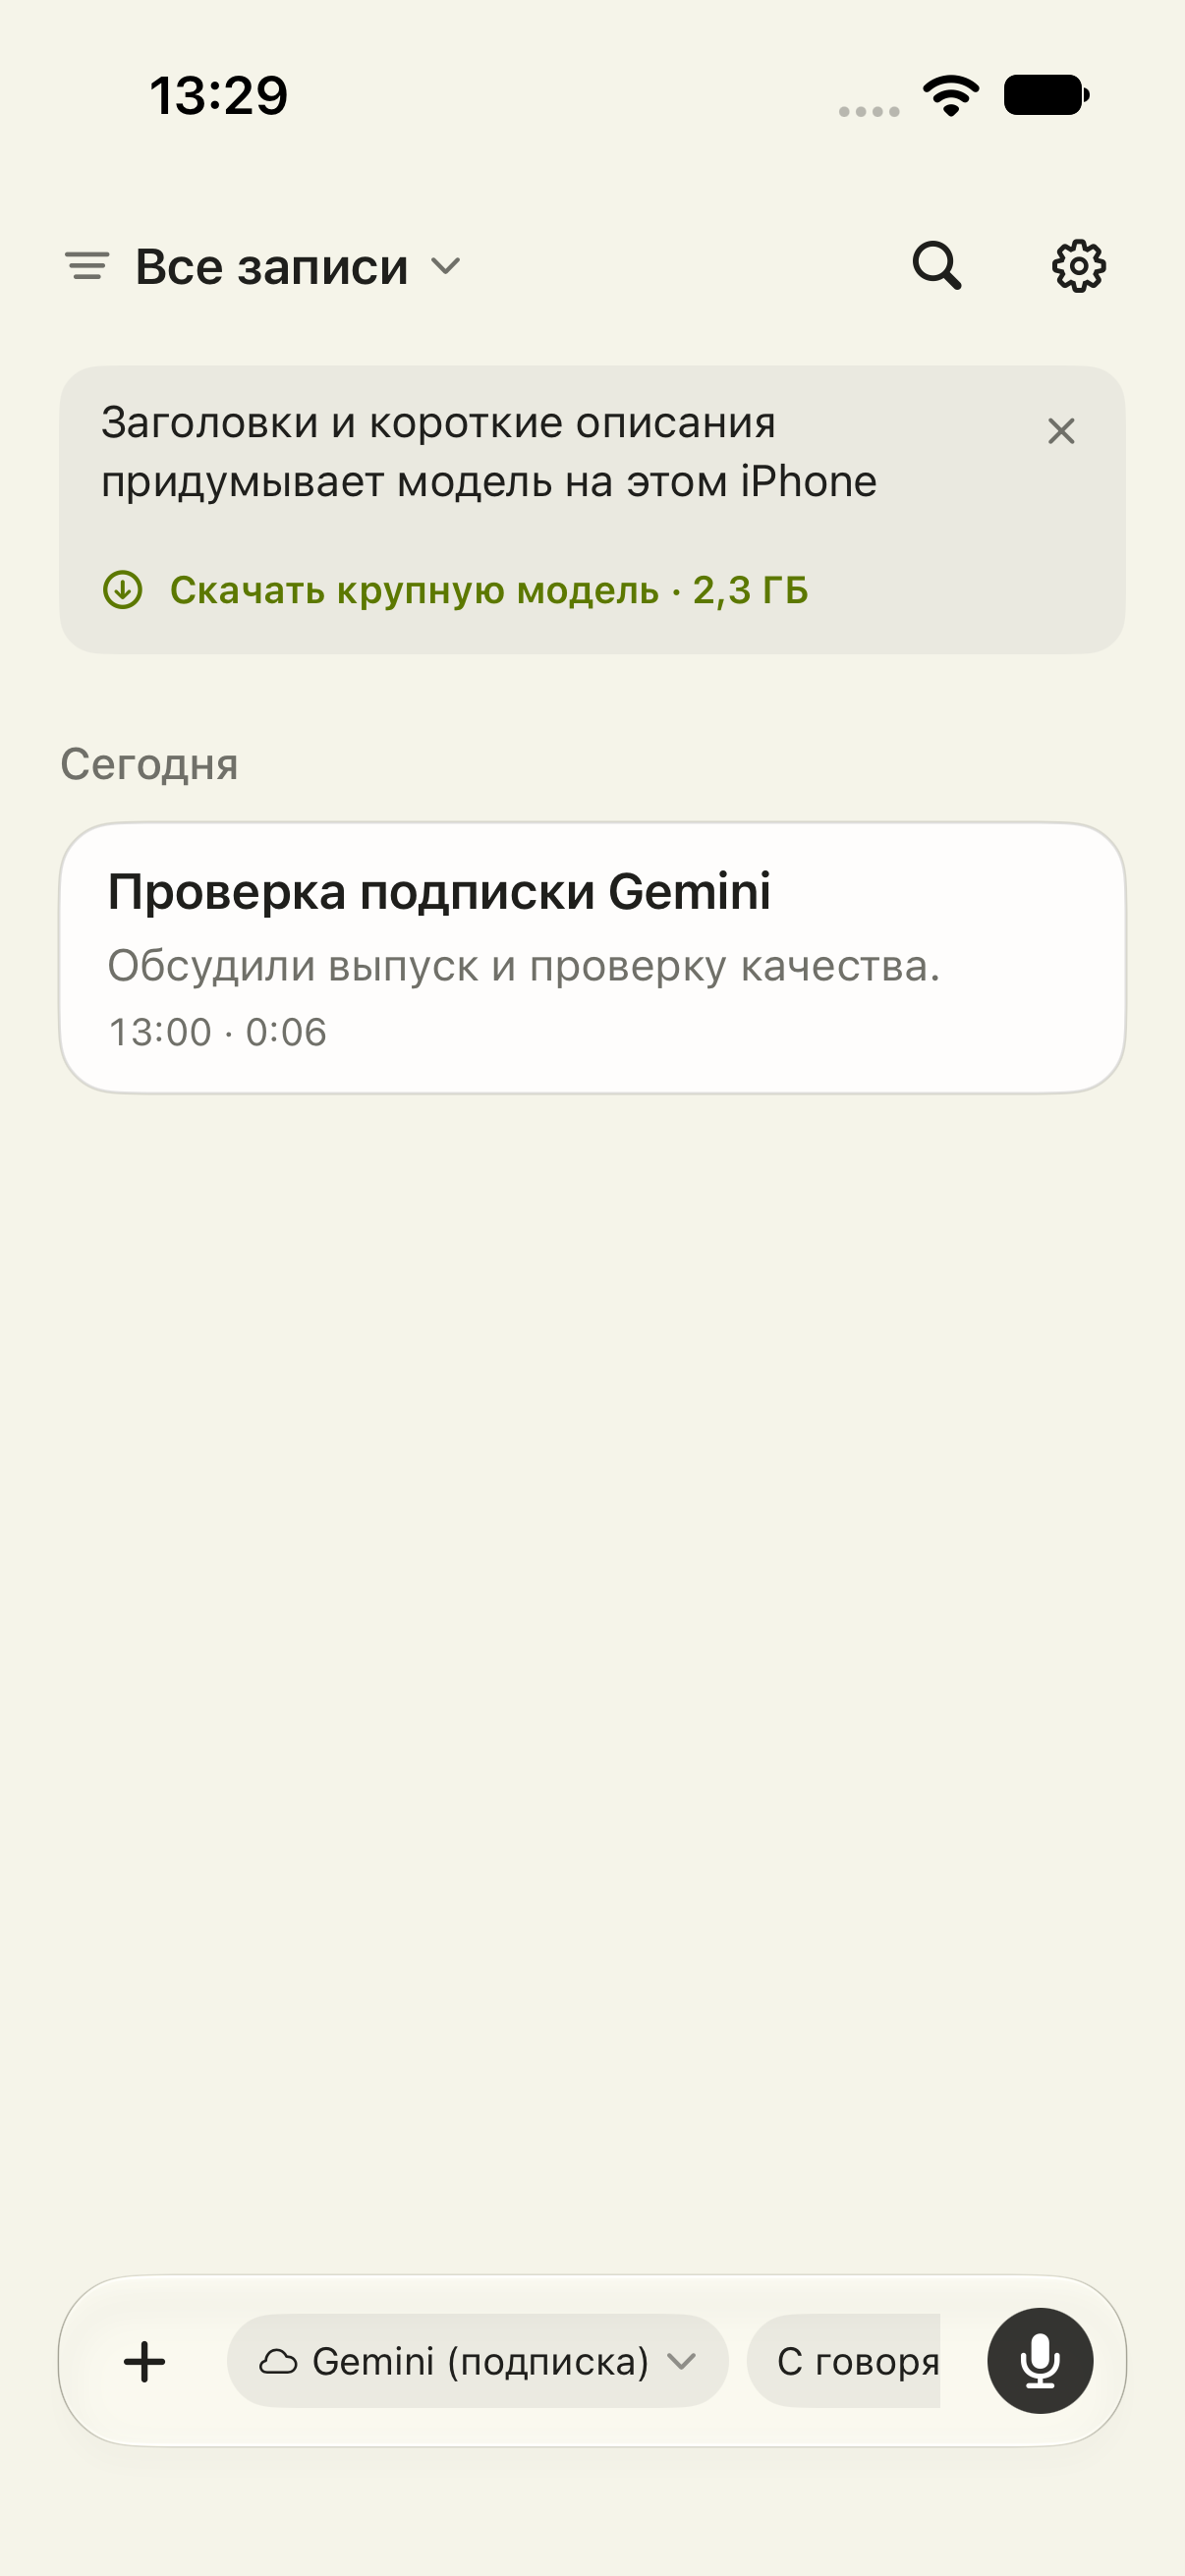 13:29
Все записи
Заголовки и короткие описания
придумывает модель на этом iPhone
Скачать крупную модель · 2,3 ГБ
Сегодня
Проверка подписки Gemini
Обсудили выпуск и проверку качества.
13:00 · 0:06
Gemini (подписка)
С говоря